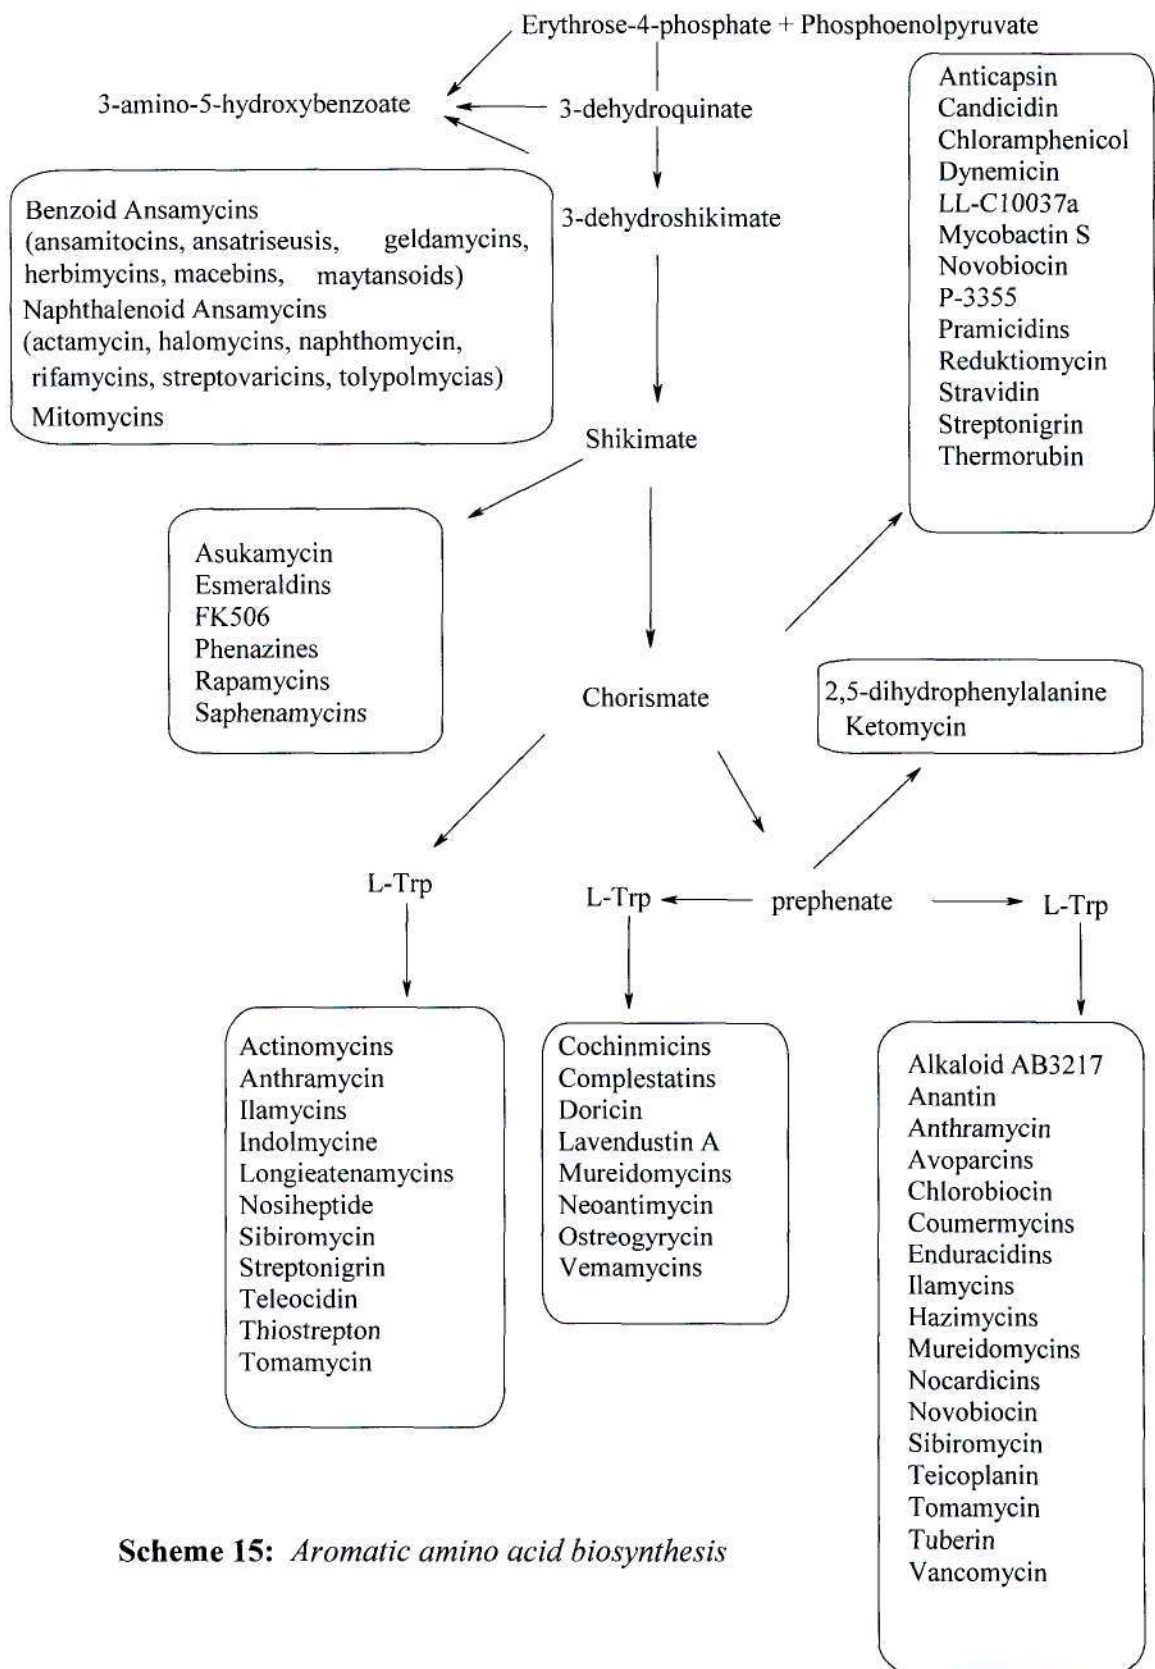 Erythrose-4-phosphate + Phosphoenolpyruvate
3-amino-5-hydroxybenzoate
3-dehydroquinate
Anticapsin
Candicidin
Chloramphenicol
Dynemicin
LL-C10037a
Mycobactin S
Novobiocin
P-3355
Pramicidins
Reduktiomycin
Stravidin
Streptonigrin
Thermorubin
Benzoid Ansamycins
(ansamitocins, ansatriseusis, geldamycins,
herbimycins, macebins, maytansoids)
Naphthalenoid Ansamycins
(actamycin, halomycins, naphthomycin,
rifamycins, streptovaricins, tolypolmycias)
Mitomycins
3-dehydroshikimate
Shikimate
Asukamycin
Esmeraldins
FK506
Phenazines
Rapamycins
Saphenamycins
Chorismate
2,5-dihydrophenylalanine
Ketomycin
L-Trp
L-Trp
prephenate
L-Trp
Actinomycins
Anthramycin
Ilamycins
Indolmycine
Longieatenamycins
Nosiheptide
Sibiromycin
Streptonigrin
Teleocidin
Thiostrepton
Tomamycin
Cochinmicins
Complestatins
Doricin
Lavendustin A
Mureidomycins
Neoantimycin
Ostreogyrycin
Vemamycins
Alkaloid AB3217
Anantin
Anthramycin
Avoparcins
Chlorobiocin
Coumermycins
Enduracidins
Ilamycins
Hazimycins
Mureidomycins
Nocardicins
Novobiocin
Sibiromycin
Teicoplanin
Tomamycin
Tuberin
Vancomycin
Scheme 15: Aromatic amino acid biosynthesis